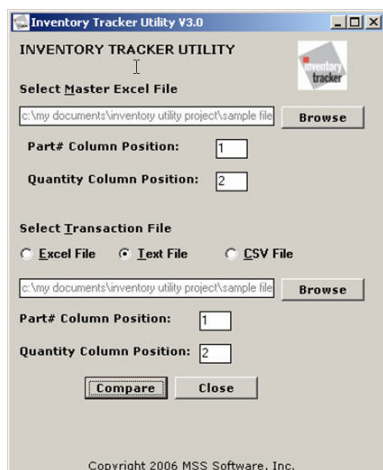 Inventory Tracker Utility V3.0
INVENTORY TRACKER UTILITY
inventory
tracker
Select Master Excel File
c:\my documents\inventory utility project\sample file
Browse
Part# Column Position: 1
Quantity Column Position: 2
Select Transaction File
Excel File Text File CSV File
c:\my documents\inventory utility project\sample file
Browse
Part# Column Position: 1
Quantity Column Position: 2
Compare Close
Copyright 2006 MSS Software, Inc.